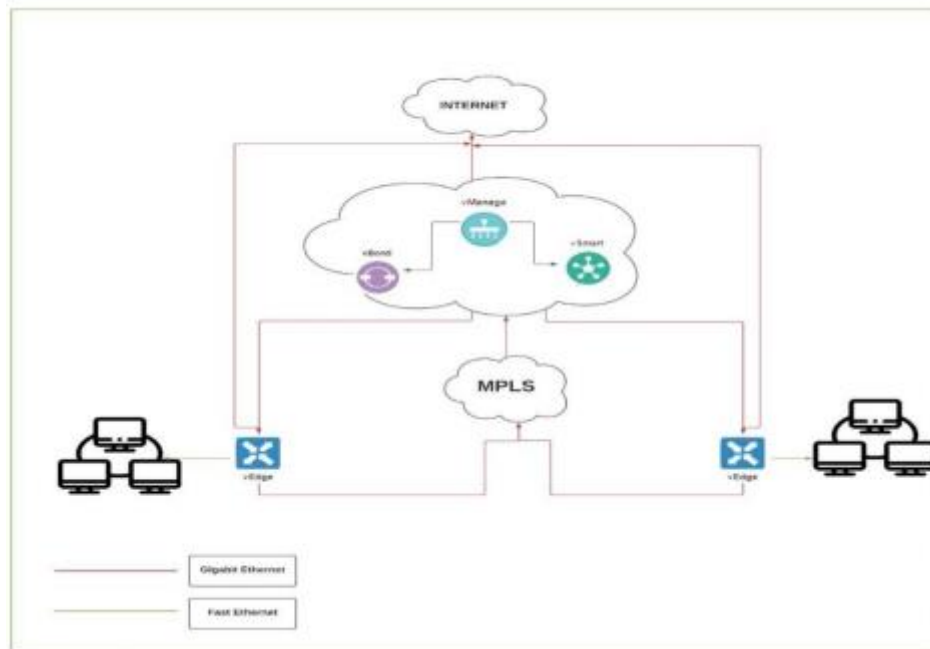 INTERNET
vManage
vBond
vSmart
MPLS
vEdge
vEdge
Gigabit Ethernet
Fast Ethernet